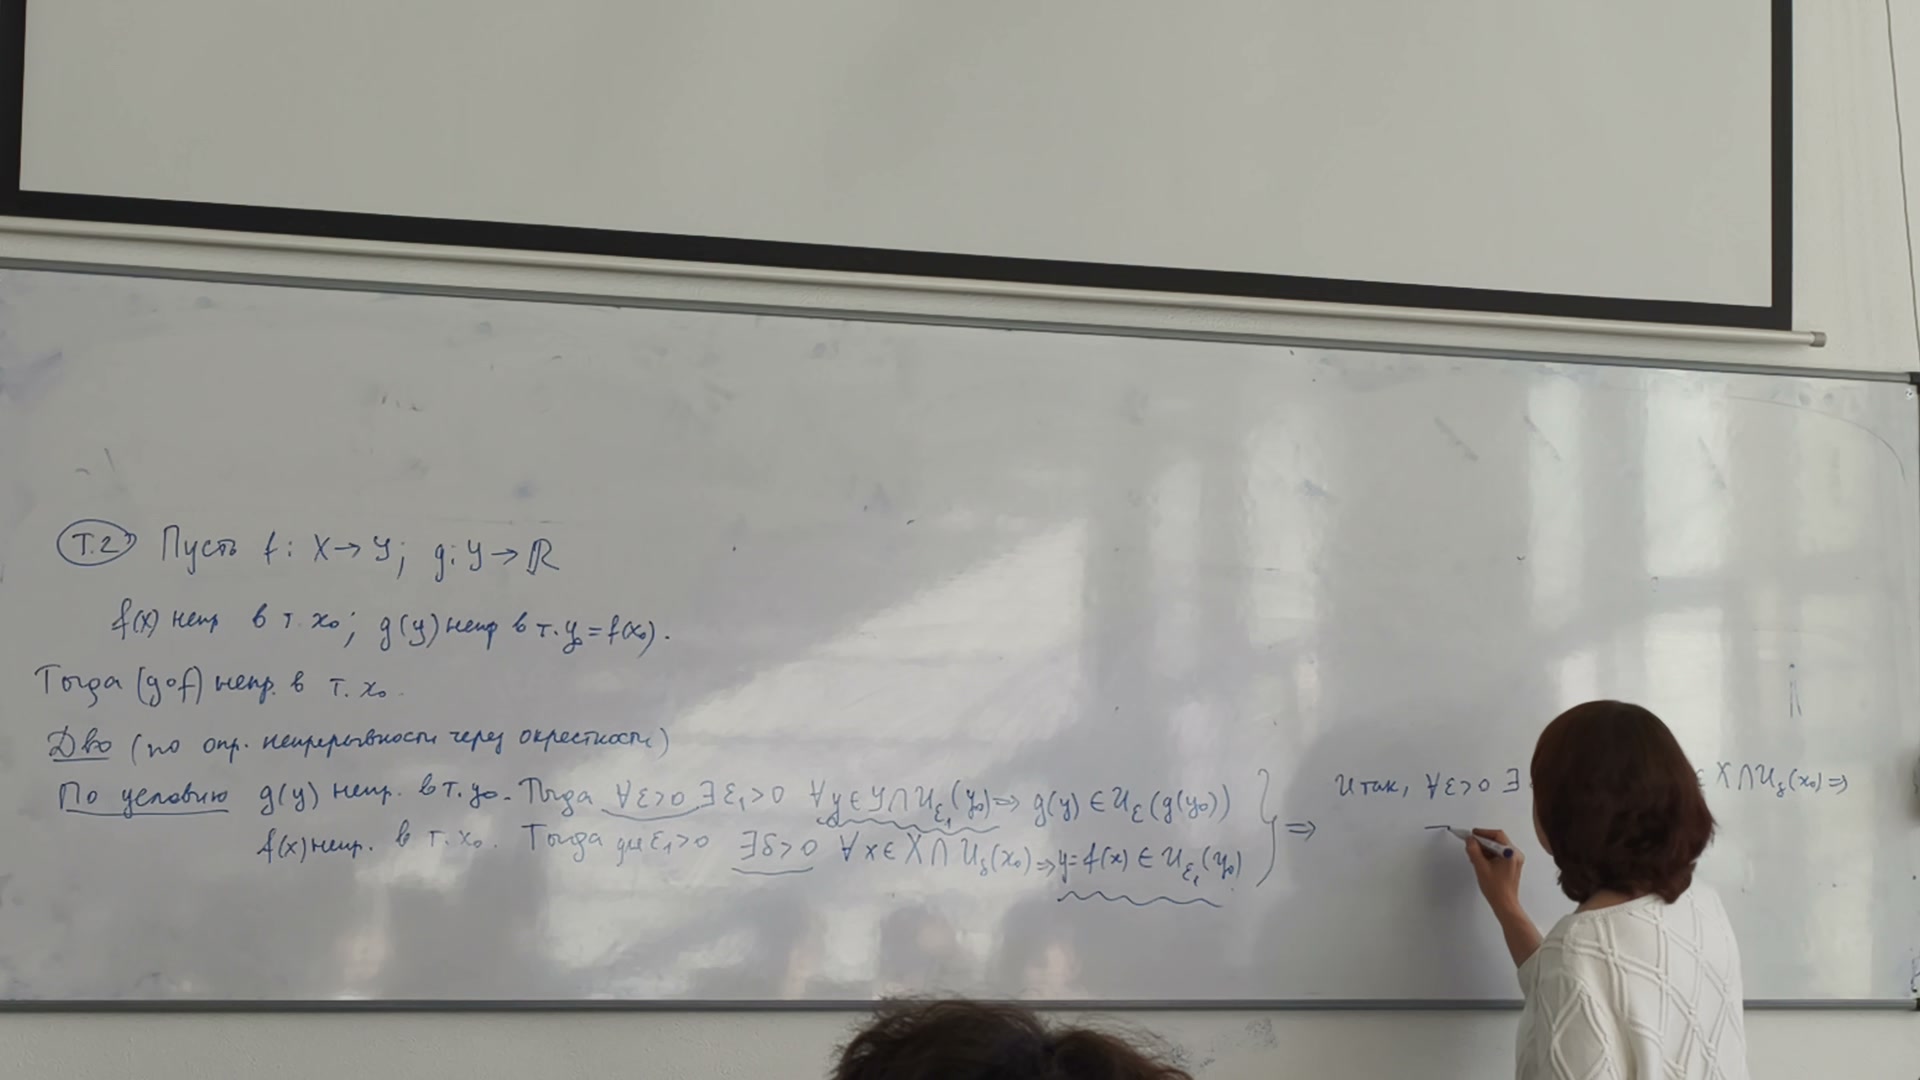 Т.2 Пусть f: X → Y; g: Y → ℝ
f(x) непр в т. x₀; g(y) непр в т. y₀ = f(x₀).
Тогда (g∘f) непр. в т. x₀.
Д-во (по опр. непрерывности через окрестности)
По условию g(y) непр. в т. y₀. Тогда ∀ε>0 ∃ε₁>0 ∀y∈Y∩U_ε₁(y₀) ⇒ g(y)∈U_ε(g(y₀))
f(x) непр. в т. x₀. Тогда для ε₁>0 ∃δ>0 ∀x∈X∩U_δ(x₀) ⇒ y=f(x)∈U_ε₁(y₀)
} ⇒
Итак, ∀ε>0 ∃ ∈ X∩U_δ(x₀) ⇒